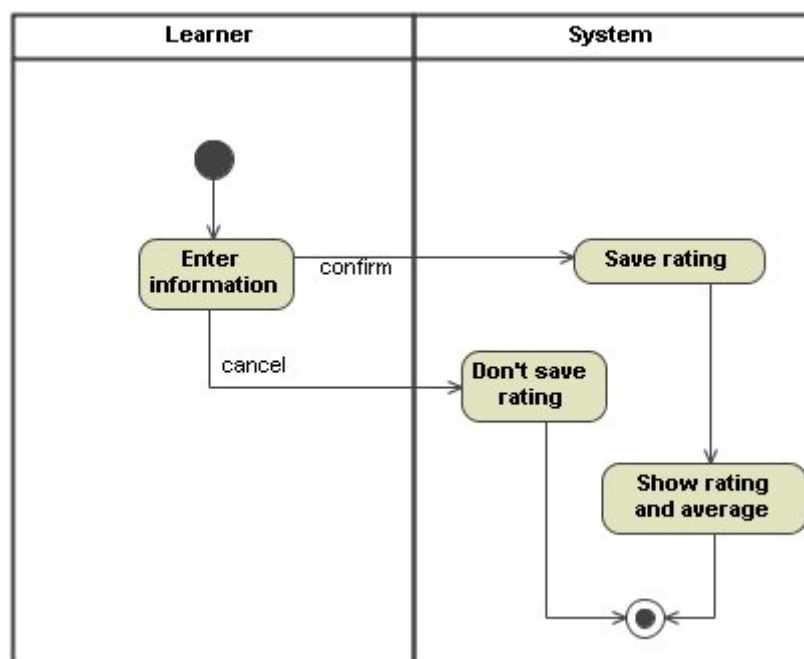 Learner
System
Enter
information
confirm
Save rating
cancel
Don't save
rating
Show rating
and average